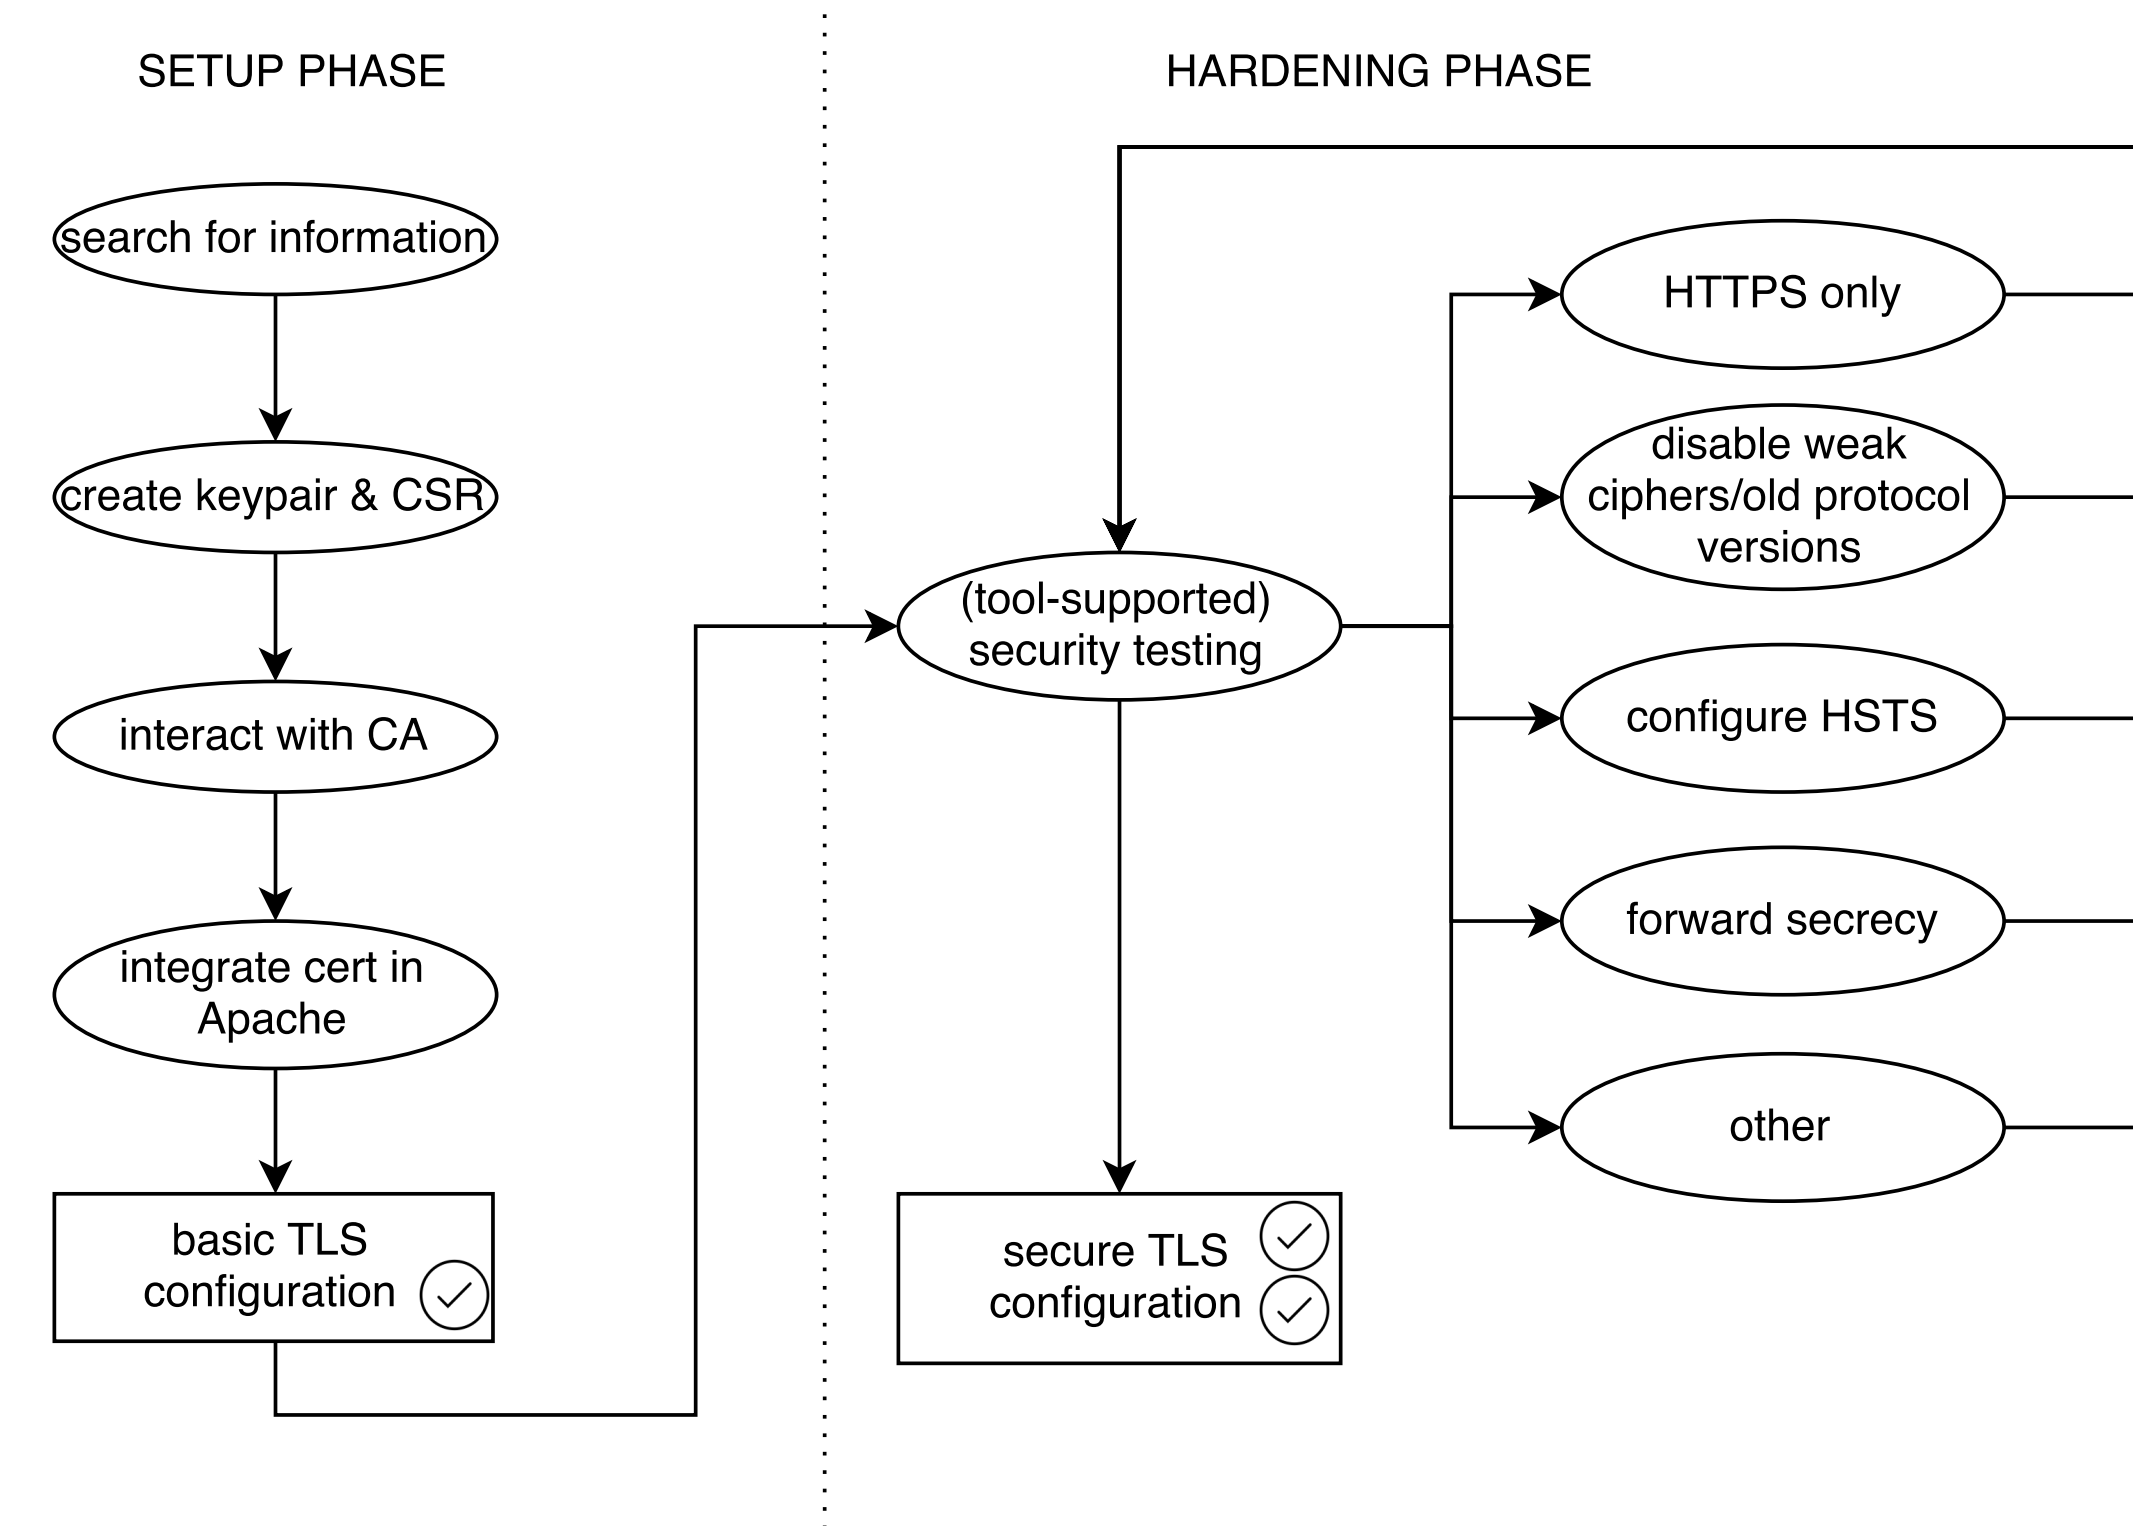 SETUP PHASE
search for information
create keypair & CSR
interact with CA
integrate cert in
Apache
basic TLS
configuration
HARDENING PHASE
(tool-supported)
security testing
secure TLS
configuration
HTTPS only
disable weak
ciphers/old protocol
versions
configure HSTS
forward secrecy
other